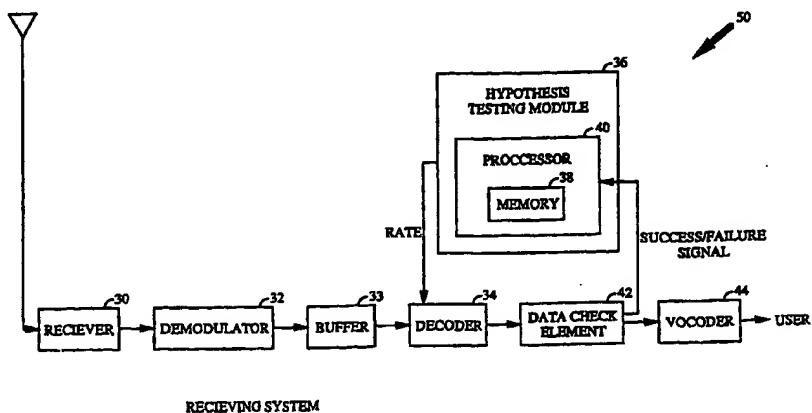 50
36
HYPOTHESIS
TESTING MODULE
40
PROCCESSOR
38
MEMORY
RATE
SUCCESS/FAILURE
SIGNAL
30
RECIEVER
32
DEMODULATOR
33
BUFFER
34
DECODER
42
DATA CHECK
ELEMENT
44
VOCODER
USER
RECIEVING SYSTEM